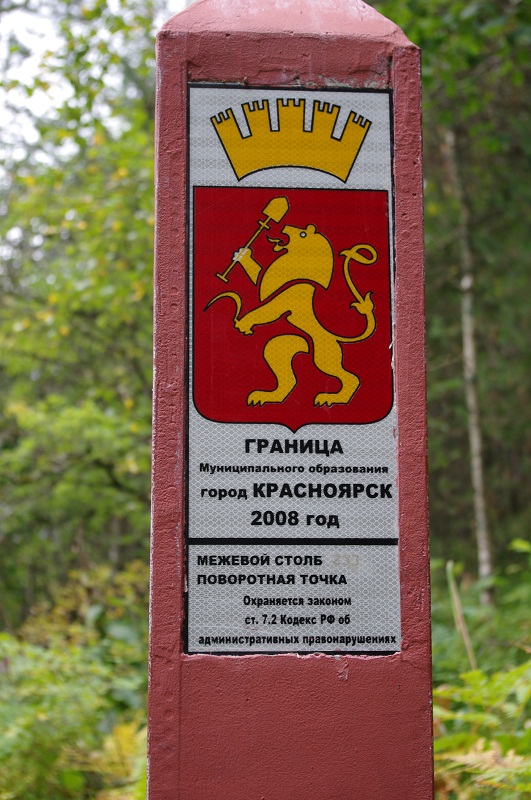 ГРАНИЦА
Муниципального образования
город КРАСНОЯРСК
2008 год
МЕЖЕВОЙ СТОЛБ
ПОВОРОТНАЯ ТОЧКА
Охраняется законом
ст. 7.2 Кодекс РФ об
административных правонарушениях